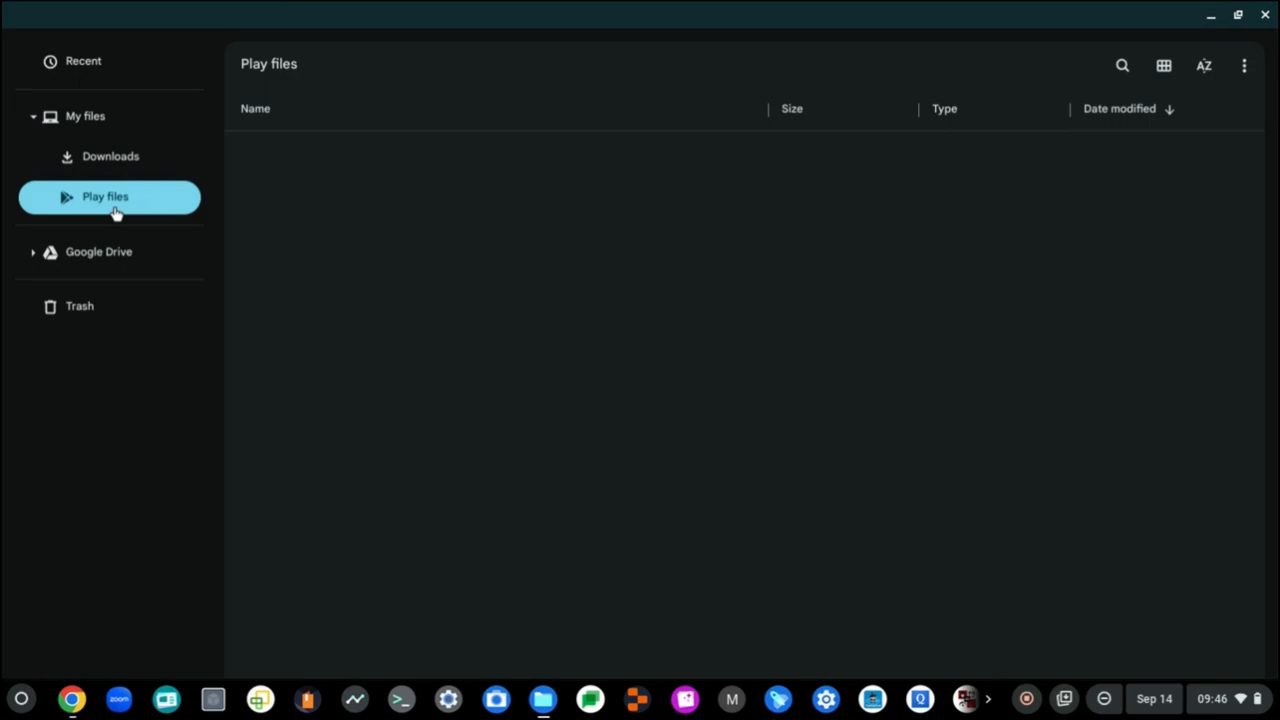 Recent
My files
Downloads
Play files
Google Drive
Trash
Play files
AZ
Name Size Type Date modified
zoom
>_
M
Q
Sep 14
09:46